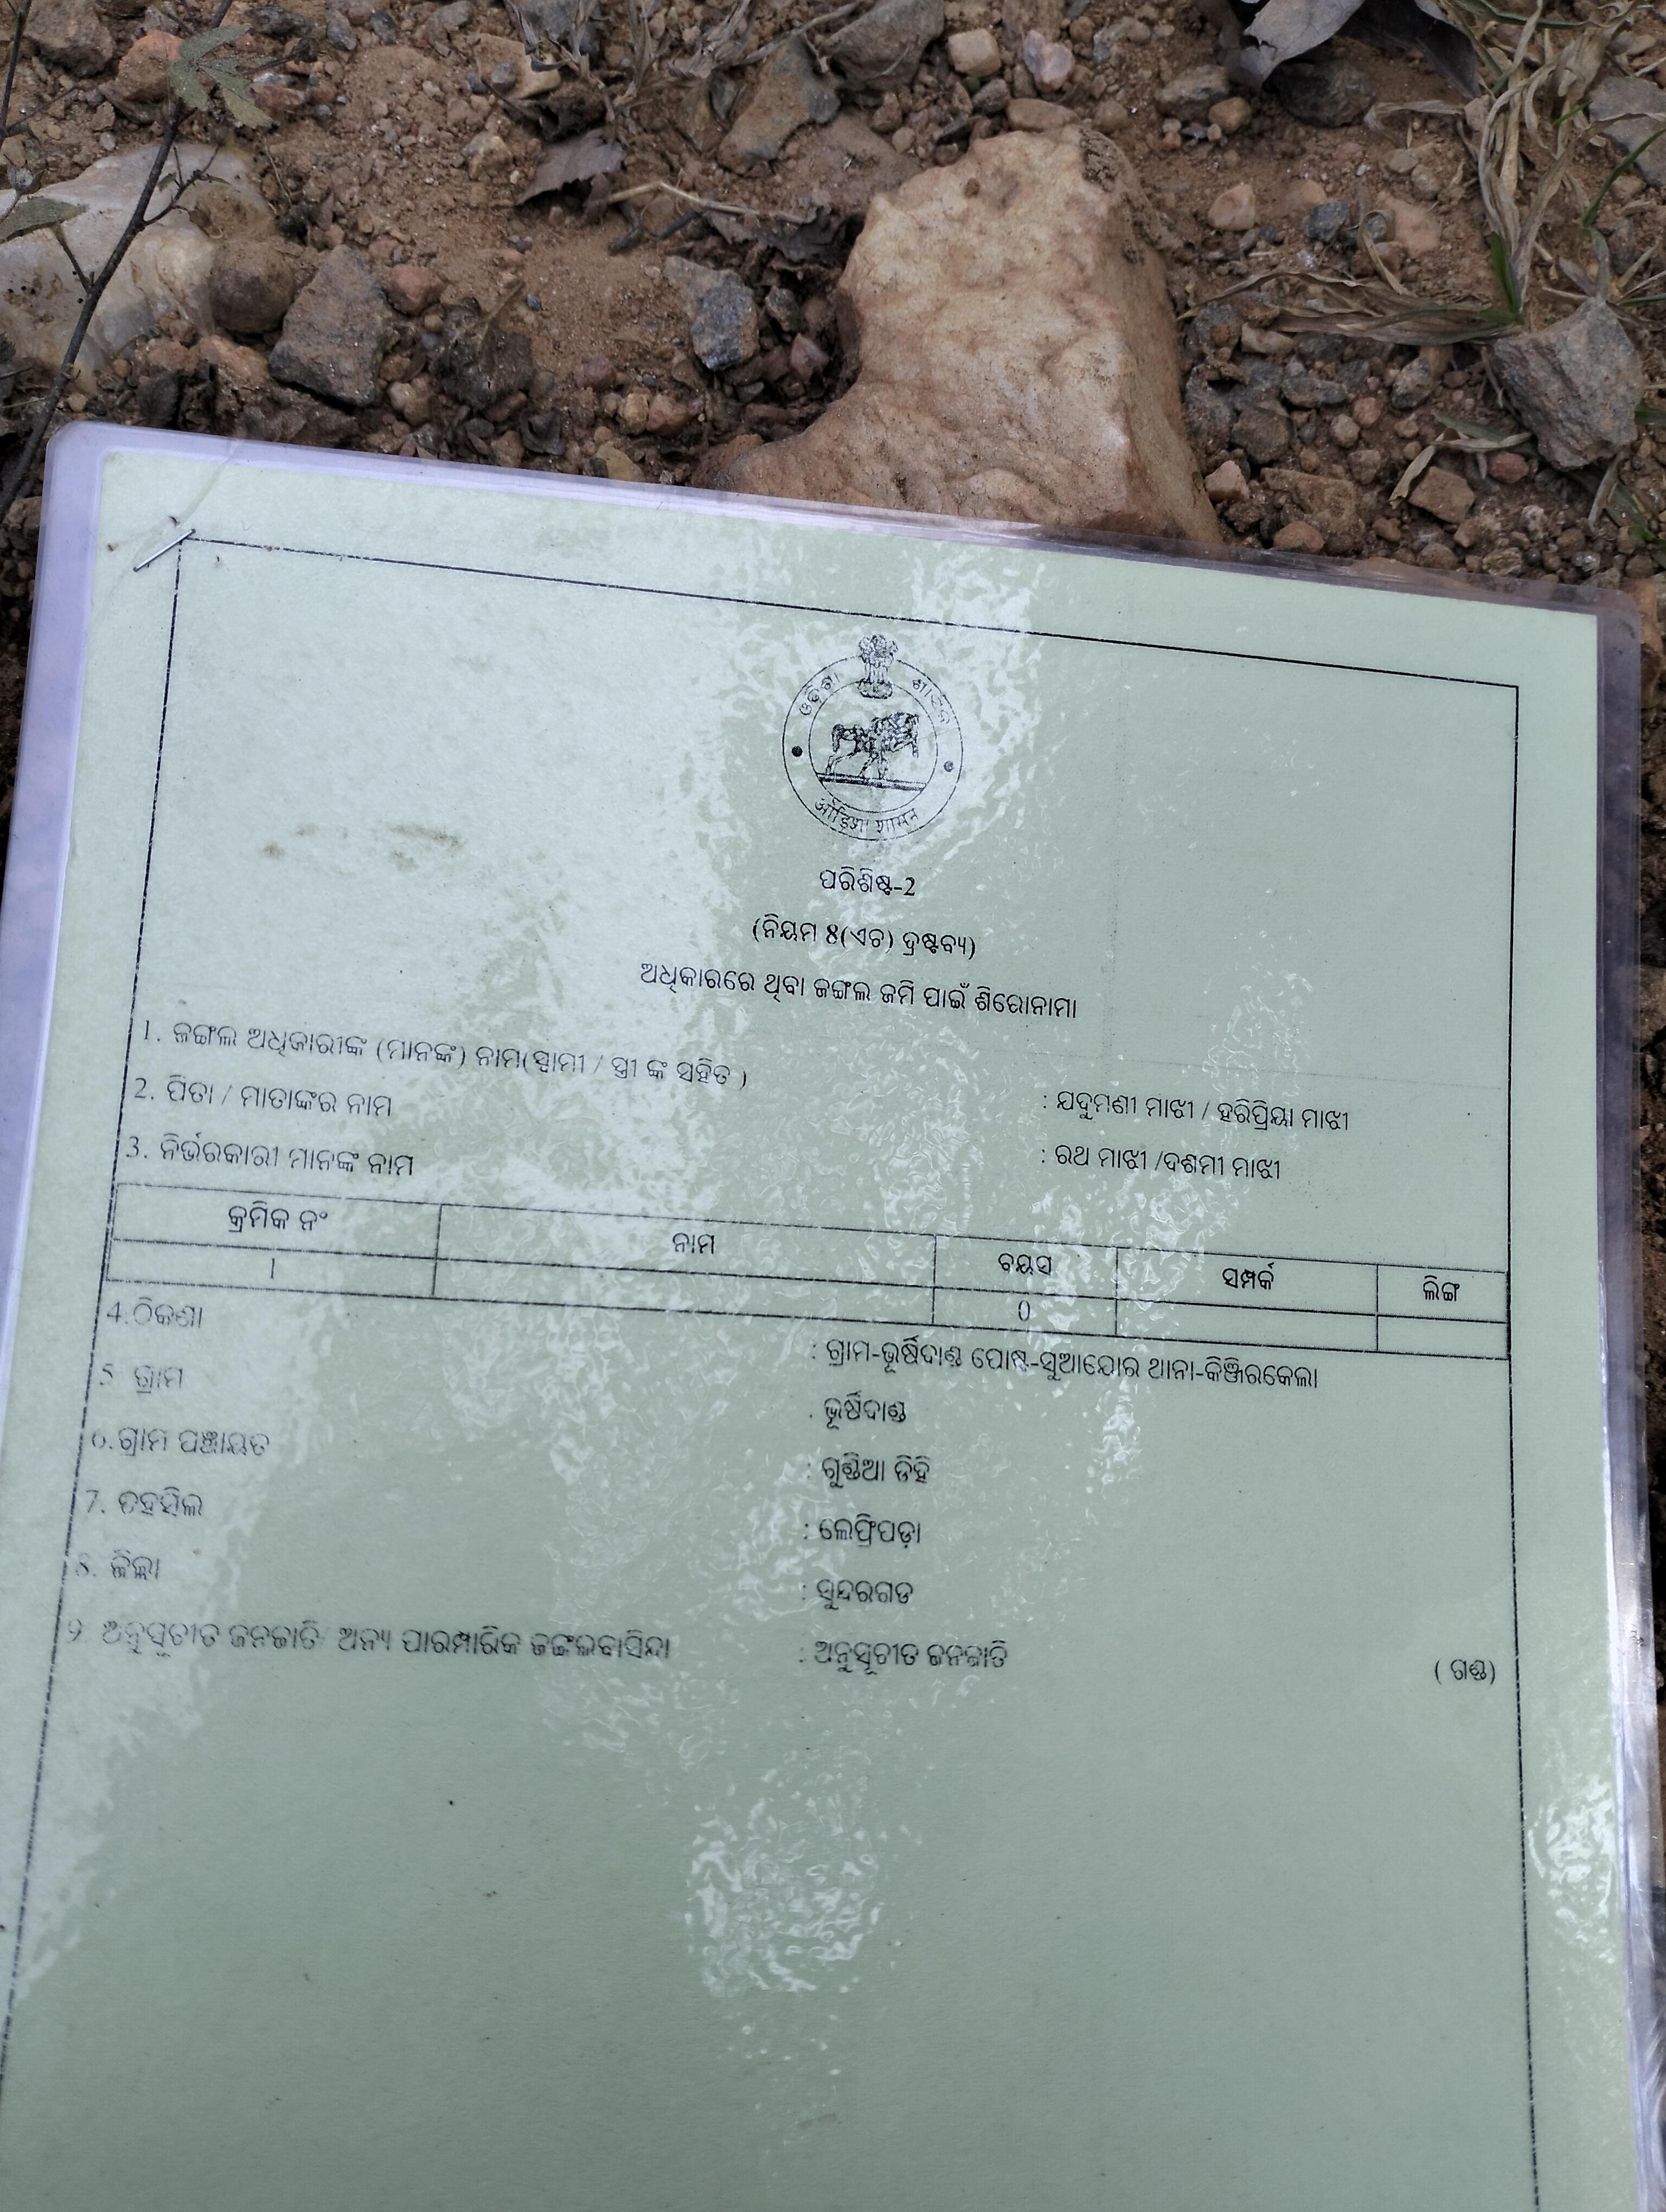 ଓଡ଼ିଶା ଶାସନ
ओड़िशा शासन
ପରିଶିଷ୍ଟ-2
(ନିୟମ ୫(ଏଚ) ଦ୍ରଷ୍ଟବ୍ୟ)
ଅଧିକାରରେ ଥିବା ଜଙ୍ଗଲ ଜମି ପାଇଁ ଶିରୋନାମା
1. ଜଙ୍ଗଲ ଅଧିକାରୀଙ୍କ (ମାନଙ୍କ) ନାମ(ସ୍ୱାମୀ / ସ୍ତ୍ରୀ ଙ୍କ ସହିତ ) : ଯଦୁମଣୀ ମାଝୀ / ହରିପ୍ରିୟା ମାଝୀ
2. ପିତା / ମାତାଙ୍କର ନାମ : ରଥ ମାଝୀ /ଦଶମୀ ମାଝୀ
3. ନିର୍ଭରକାରୀ ମାନଙ୍କ ନାମ
କ୍ରମିକ ନଂ ନାମ ବୟସ ସମ୍ପର୍କ ଲିଙ୍ଗ
1 0
4.ଠିକଣା : ଗ୍ରାମ-ଭୂର୍ଷିଦାଣ୍ଡ ପୋଷ୍ଟ-ସୁଆଯୋର ଥାନା-କିଞ୍ଜିରକେଲା
5 ଗ୍ରାମ : ଭୂର୍ଷିଦାଣ୍ଡ
6.ଗ୍ରାମ ପଞ୍ଚାୟତ : ଗୁଣ୍ଡିଆ ଡିହି
7. ତହସିଲ : ଲେଫ୍ରିପଡ଼ା
8. ଜିଲ୍ଲା : ସୁନ୍ଦରଗଡ
9. ଅନୁସୂଚୀତ ଜନଜାତି/ ଅନ୍ୟ ପାରମ୍ପାରିକ ଜଙ୍ଗଲବାସିନ୍ଦା : ଅନୁସୂଚୀତ ଜନଜାତି ( ଗଣ୍ଡ)